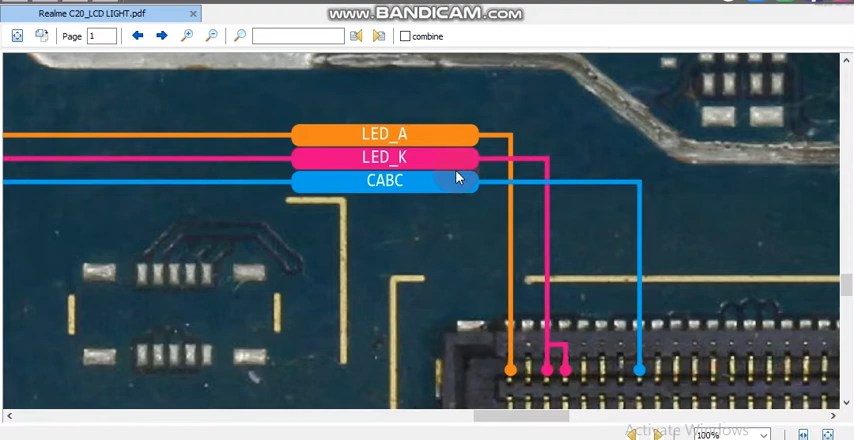 Realme C20_LCD LIGHT.pdf
www.BANDICAM.com
Page 1
combine
LED_A
LED_K
CABC
Activate Windows
100%